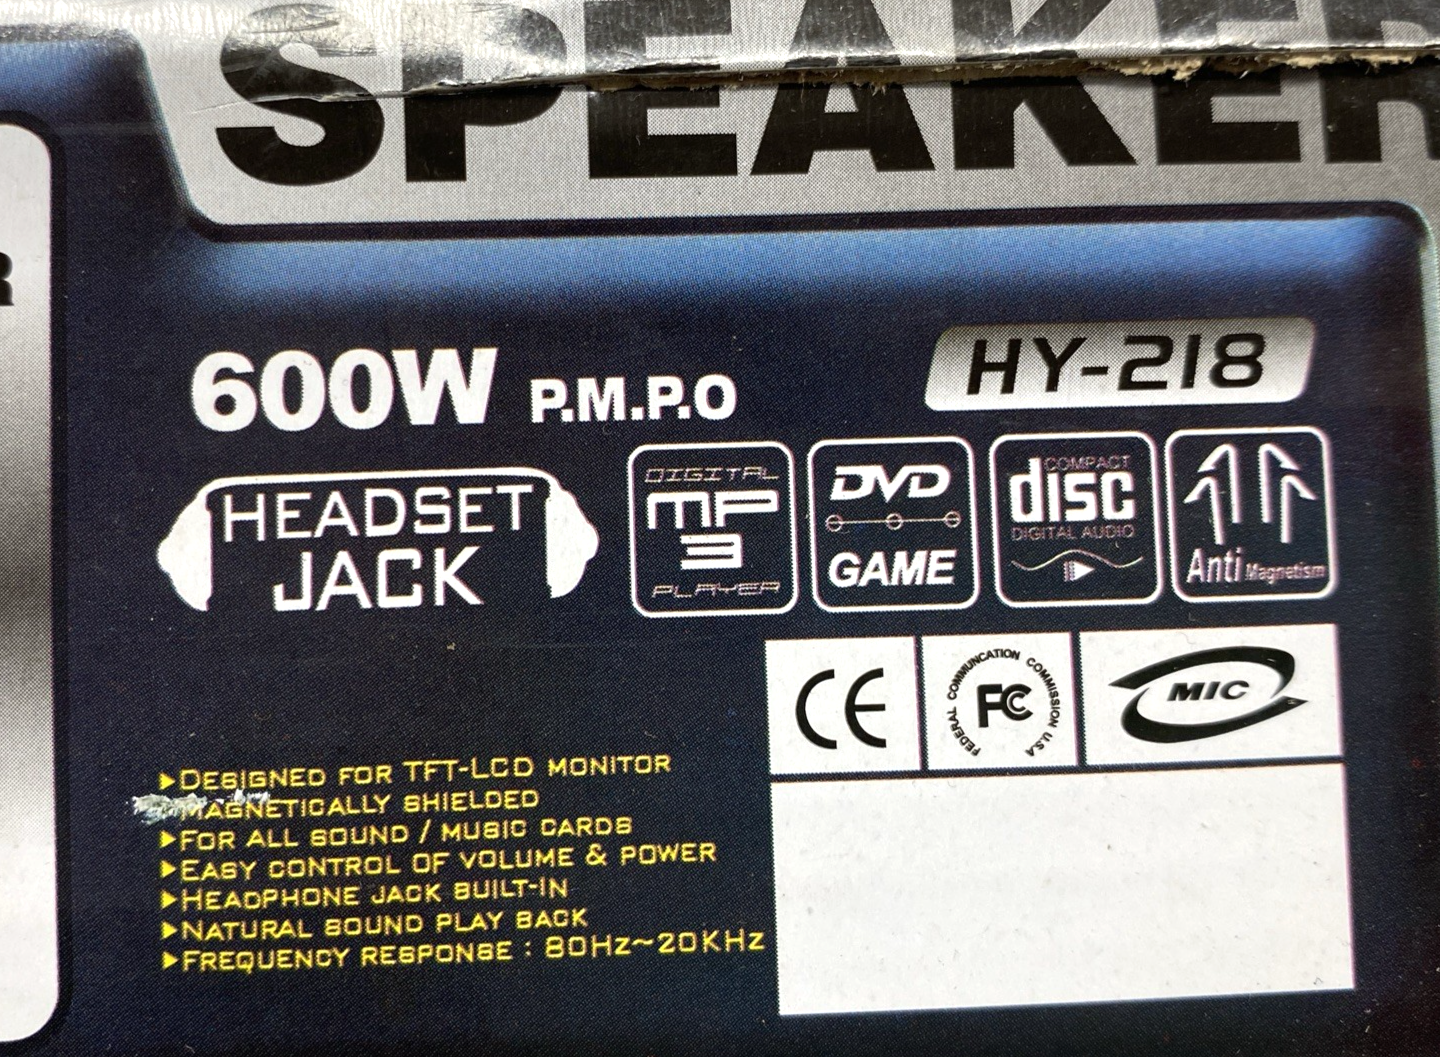 SPEAKER
R
600W P.M.P.O
HY-218
HEADSET
JACK
DIGITAL
MP
3
PLAYER
DVD
GAME
COMPACT
disc
DIGITAL AUDIO
Anti Magnetism
CE
FEDERAL COMMUNCATION COMMISSION U.S.A
FC
MIC
DESIGNED FOR TFT-LCD MONITOR
MAGNETICALLY SHIELDED
FOR ALL SOUND / MUSIC CARDS
EASY CONTROL OF VOLUME & POWER
HEADPHONE JACK BUILT-IN
NATURAL SOUND PLAY BACK
FREQUENCY RESPONSE : 80Hz~20KHz